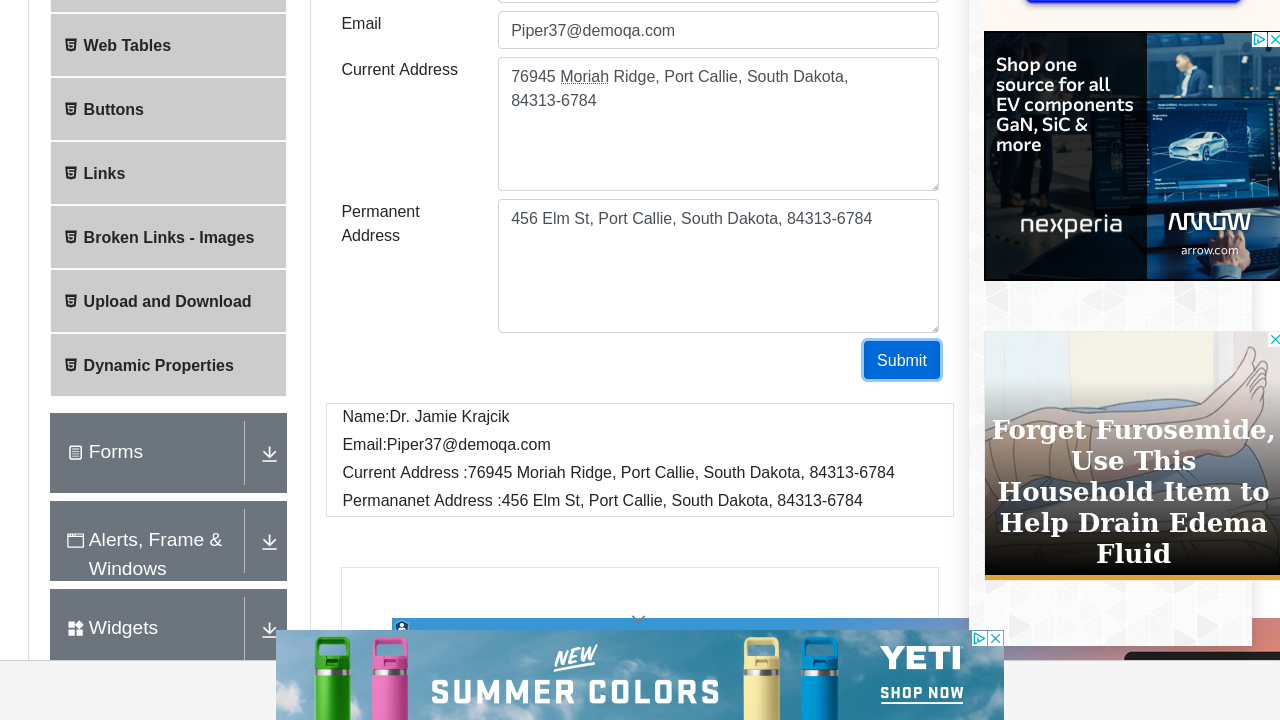 Email
Piper37@demoqa.com
Current Address
76945 Moriah Ridge, Port Callie, South Dakota,
84313-6784
Permanent
Address
456 Elm St, Port Callie, South Dakota, 84313-6784
Submit
Name:Dr. Jamie Krajcik
Email:Piper37@demoqa.com
Current Address :76945 Moriah Ridge, Port Callie, South Dakota, 84313-6784
Permananet Address :456 Elm St, Port Callie, South Dakota, 84313-6784
Web Tables
Buttons
Links
Broken Links - Images
Upload and Download
Dynamic Properties
Forms
Alerts, Frame &
Windows
Widgets
Shop one
source for all
EV components
GaN, SiC &
more
nexperia
ARROW
arrow.com
Forget Furosemide,
Use This
Household Item to
Help Drain Edema
Fluid
NEW
SUMMER COLORS
YETI
SHOP NOW